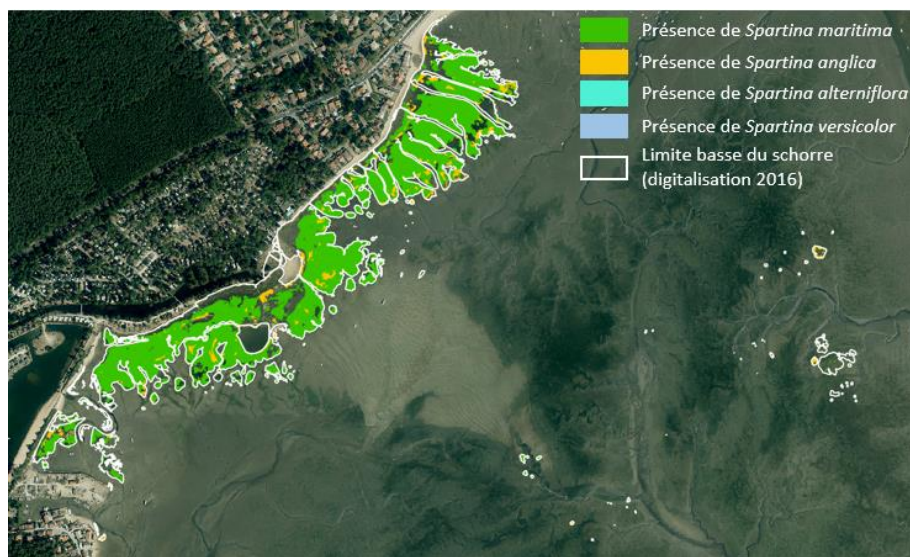 Présence de Spartina maritima
Présence de Spartina anglica
Présence de Spartina alterniflora
Présence de Spartina versicolor
Limite basse du schorre
(digitalisation 2016)